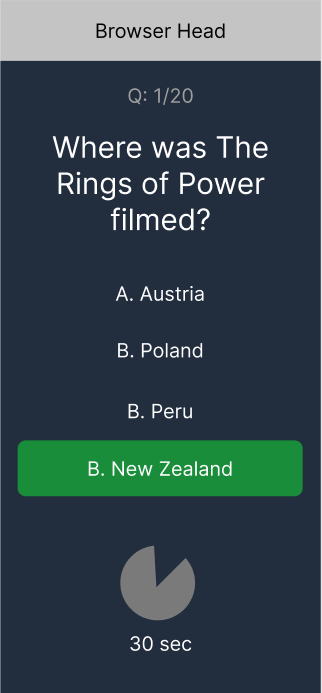 Browser Head
Q: 1/20
Where was The
Rings of Power
filmed?
A. Austria
B. Poland
B. Peru
B. New Zealand
30 sec